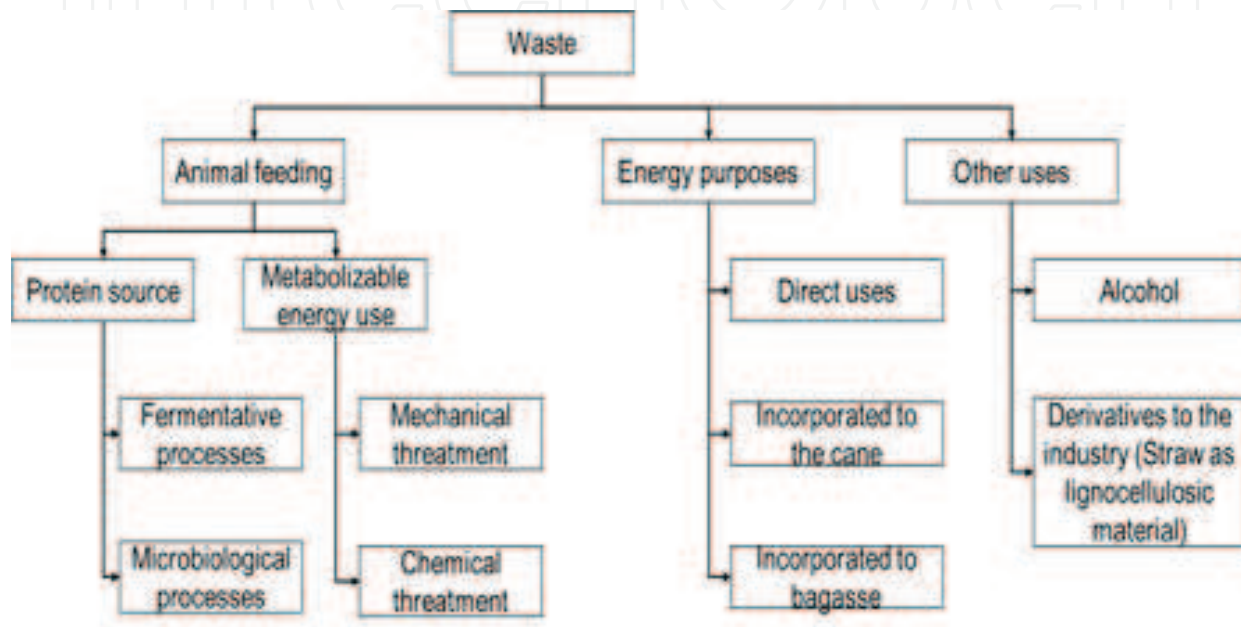 Waste
Animal feeding
Energy purposes
Other uses
Protein source
Metabolizable
energy use
Direct uses
Alcohol
Fermentative
processes
Mechanical
threatment
Incorporated to
the cane
Derivatives to the
industry (Straw as
lignocellulosic
material)
Microbiological
processes
Chemical
threatment
Incorporated to
bagasse